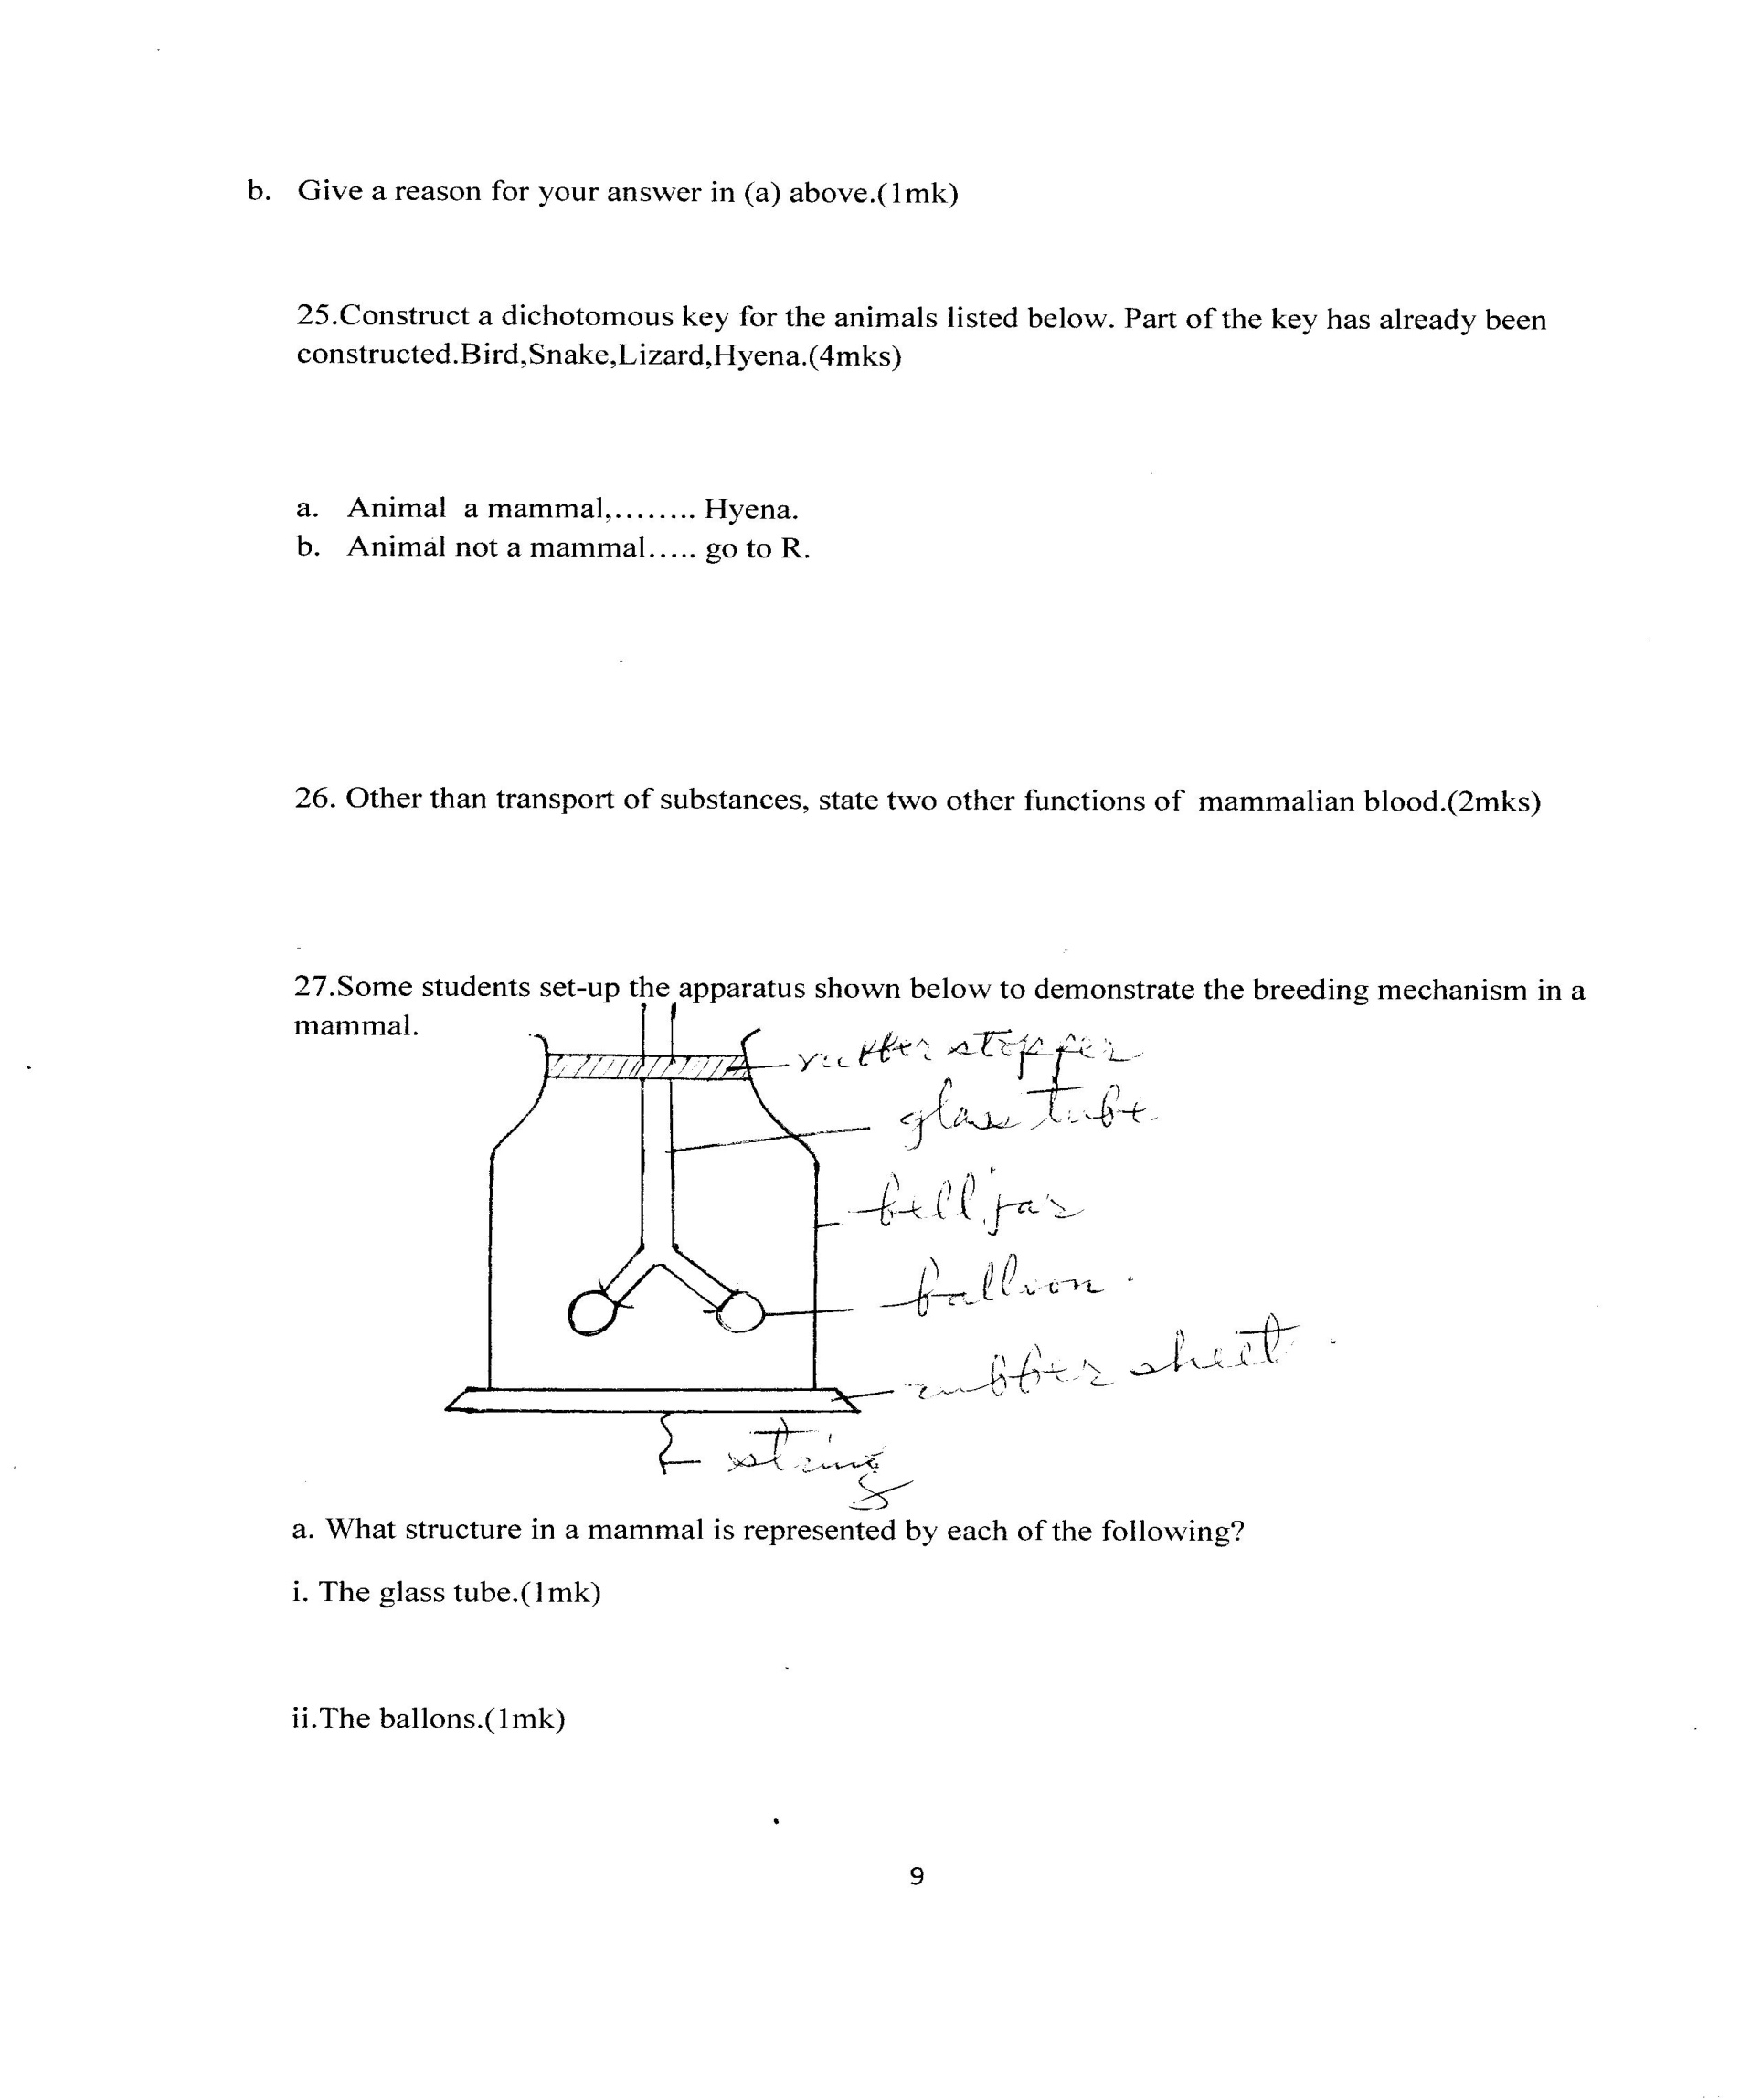 b. Give a reason for your answer in (a) above.(1mk)
25.Construct a dichotomous key for the animals listed below. Part of the key has already been
constructed.Bird,Snake,Lizard,Hyena.(4mks)
a. Animal a mammal,........ Hyena.
b. Animal not a mammal..... go to R.
26. Other than transport of substances, state two other functions of mammalian blood.(2mks)
27.Some students set-up the apparatus shown below to demonstrate the breeding mechanism in a
mammal.
rubber stopper
glass tube
bell jar
balloon.
rubber sheet.
string
a. What structure in a mammal is represented by each of the following?
i. The glass tube.(1mk)
ii.The ballons.(1mk)
9